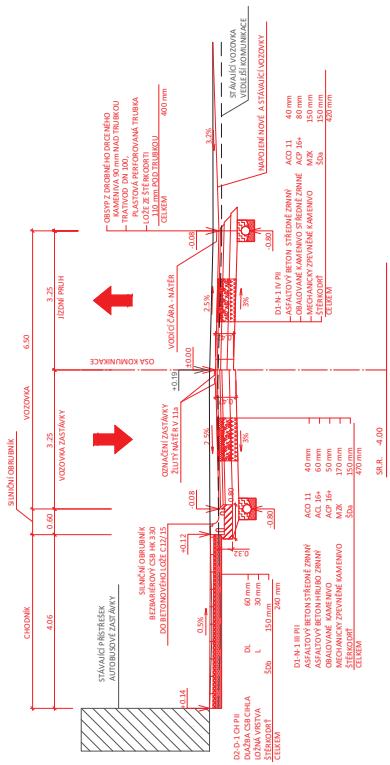 CHODNÍK
SILNIČNÍ OBRUBNÍK
VOZOVKA
4.06
0.60
6.50
3.25
3.25
VOZOVKA ZASTÁVKY
JÍZDNÍ PRUH
STÁVAJÍCÍ PŘÍSTŘEŠEK
AUTOBUSOVÉ ZASTÁVKY
SILNIČNÍ OBRUBNÍK
BEZBARIÉROVÝ CSB HK 330
DO BETONOVÉHO LOŽE C12/15
OZNAČENÍ ZASTÁVKY
ŽLUTÝ NÁTĚR V 11a
OSA KOMUNIKACE
VODÍCÍ ČÁRA - NÁTĚR
OBSYP Z DROBNÉHO DRCENÉHO
KAMENIVA 90 mm NAD TRUBKOU
TRATIVOD DN 100,
PLASTOVÁ PERFOROVANÁ TRUBKA
LOŽE ZE ŠTĚRKODRTI
110 mm POD TRUBKOU
CELKEM 400 mm
STÁVAJÍCÍ VOZOVKA
VEDLEJŠÍ KOMUNIKACE
NAPOJENÍ NOVÉ A STÁVAJÍCÍ VOZOVKY
+0.14
0.5%
+0.12
-0.08
2.5%
+0.19
±0.00
2.5%
-0.08
3.2%
0.32
0.80
-0.80
3%
3%
-0.80
D2-D-1 CH PII
DLAŽBA CSB CIHLA DL 60 mm
LOŽNÁ VRSTVA L 30 mm
ŠTĚRKODRŤ ŠDb 150 mm
CELKEM 240 mm
D1-N-1 III PII
ASFALTOVÝ BETON STŘEDNĚ ZRNNÝ ACO 11 40 mm
ASFALTOVÝ BETON HRUBO ZRNNÝ ACL 16+ 60 mm
OBALOVANÉ KAMENIVO ACP 16+ 50 mm
MECHANICKY ZPEVNĚNÉ KAMENIVO MZK 170 mm
ŠTĚRKODRŤ ŠDa 150 mm
CELKEM 470 mm
D1-N-1 IV PII
ASFALTOVÝ BETON STŘEDNĚ ZRNNÝ ACO 11 40 mm
OBALOVANÉ KAMENIVO STŘEDNĚ ZRNNÉ ACP 16+ 80 mm
MECHANICKY ZPEVNĚNÉ KAMENIVO MZK 150 mm
ŠTĚRKODRŤ ŠDa 150 mm
CELKEM 420 mm
SR.R. 4.00